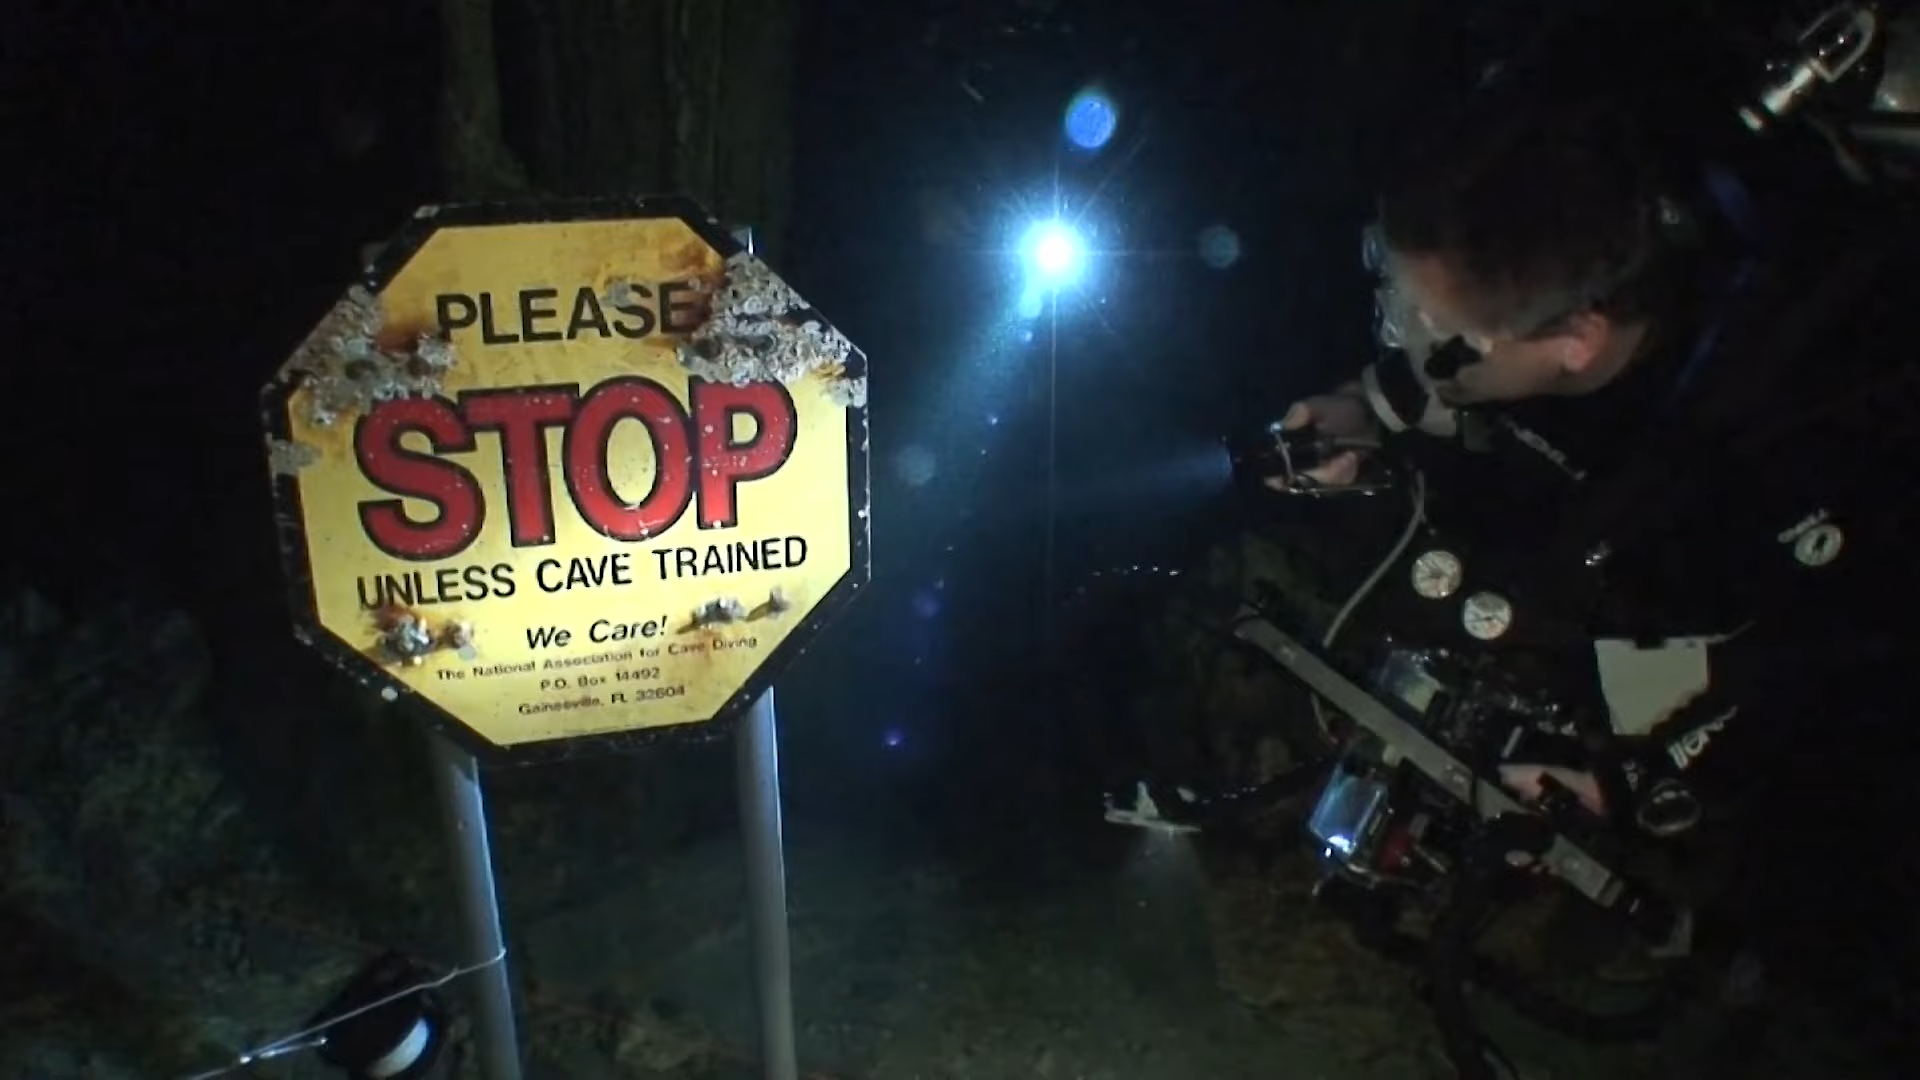 PLEASE
STOP
UNLESS CAVE TRAINED
We Care!
The National Association for Cave Diving
P.O. Box 14492
Gainesville, FL 32604